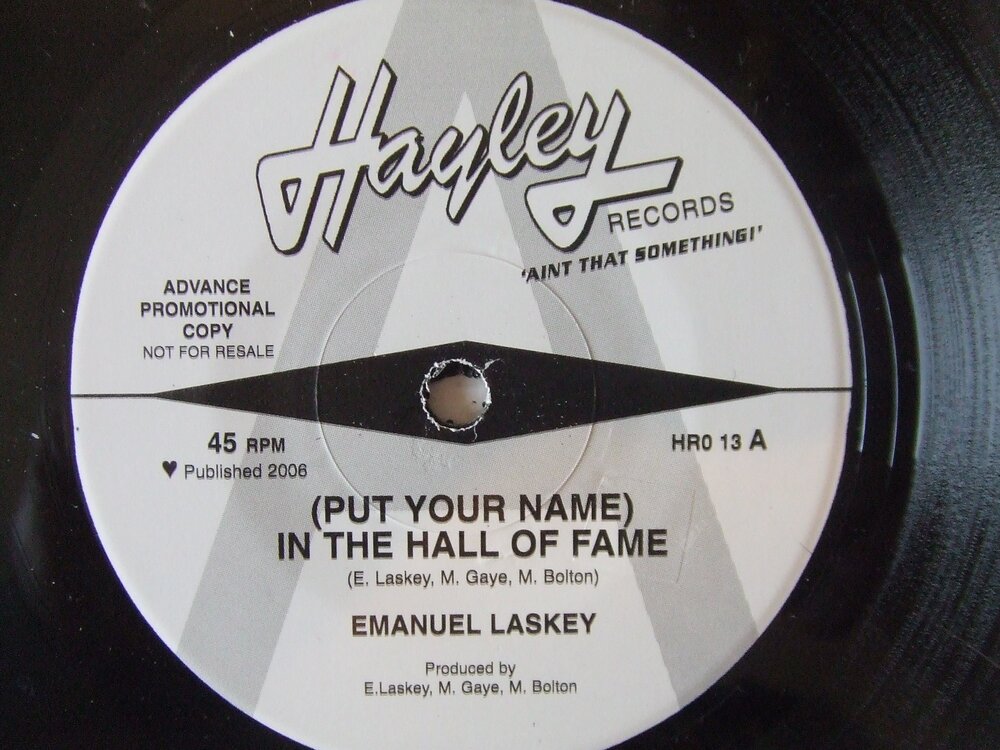 Hayley
RECORDS
'AINT THAT SOMETHING!'
ADVANCE
PROMOTIONAL
COPY
NOT FOR RESALE
45 RPM
♥ Published 2006
HR0 13 A
(PUT YOUR NAME)
IN THE HALL OF FAME
(E. Laskey, M. Gaye, M. Bolton)
EMANUEL LASKEY
Produced by
E.Laskey, M. Gaye, M. Bolton